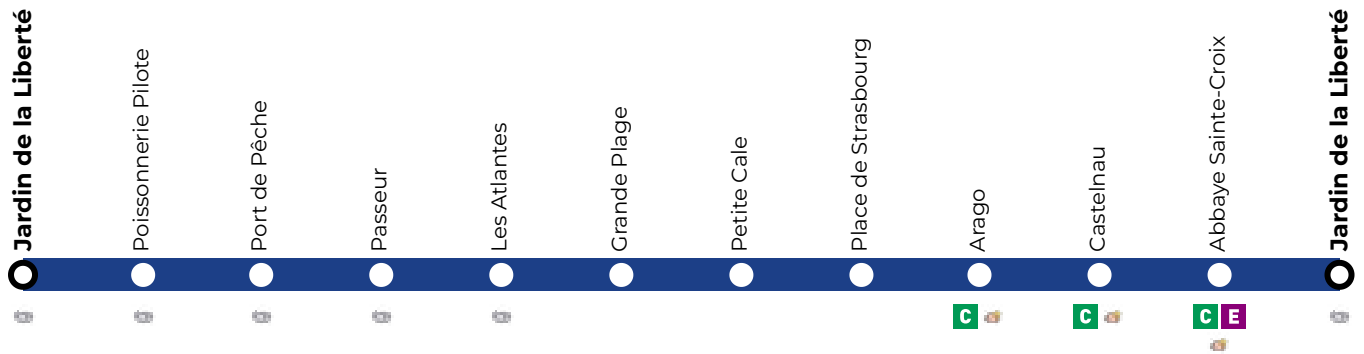 Jardin de la Liberté
Poissonnerie Pilote
Port de Pêche
Passeur
Les Atlantes
Grande Plage
Petite Cale
Place de Strasbourg
Arago
Castelnau
Abbaye Sainte-Croix
Jardin de la Liberté
C
C
C E